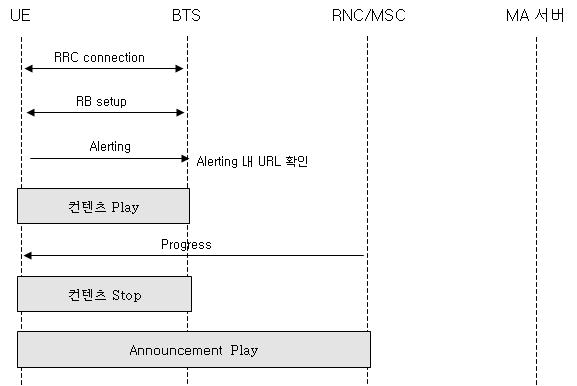 UE BTS RNC/MSC MA 서버
RRC connection
RB setup
Alerting
Alerting 내 URL 확인
컨텐츠 Play
Progress
컨텐츠 Stop
Announcement Play